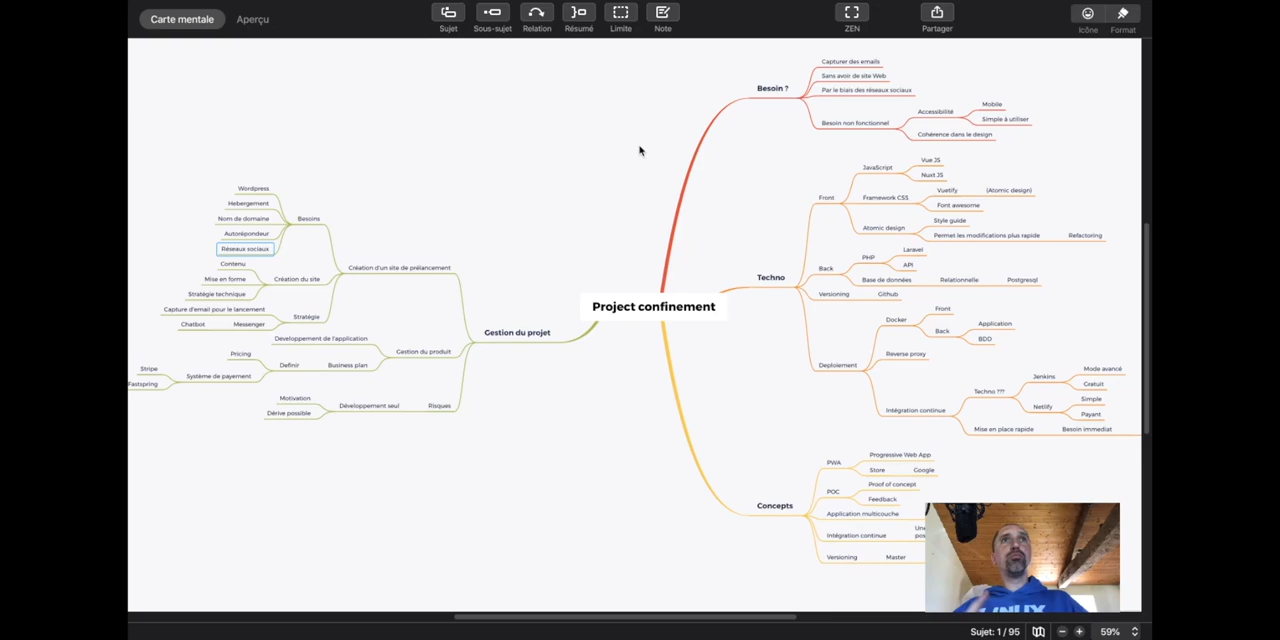 Carte mentale
Aperçu
Sujet
Sous-sujet
Relation
Résumé
Limite
Note
ZEN
Partager
Icône
Format
Besoin ?
Capturer des emails
Sans avoir de site Web
Par le biais des réseaux sociaux
Besoin non fonctionnel
Accessibilité
Mobile
Simple à utiliser
Cohérence dans le design
Techno
Front
JavaScript
Vue JS
Nuxt JS
Framework CSS
Vuetify
(Atomic design)
Font awesome
Atomic design
Style guide
Permet les modifications plus rapide
Refactoring
Back
PHP
Laravel
API
Base de données
Relationnelle
Postgresql
Versioning
Github
Deploiement
Docker
Front
Back
Application
BDO
Reverse proxy
Intégration continue
Techno ???
Jenkins
Mode avancé
Gratuit
Netlify
Simple
Payant
Mise en place rapide
Besoin immediat
Project confinement
Concepts
PWA
Progressive Web App
Store
Google
POC
Proof of concept
Feedback
Application multicouche
Intégration continue
Versioning
Master
Gestion du projet
Création d'un site de prélancement
Besoins
Wordpress
Hebergement
Nom de domaine
Autorépondeur
Réseaux sociaux
Création du site
Contenu
Mise en forme
Stratégie technique
Stratégie
Capture d'email pour le lancement
Messenger
Chatbot
Gestion du produit
Developpement de l'application
Business plan
Definir
Pricing
Système de payement
Stripe
Fastspring
Risques
Développement seul
Motivation
Dérive possible
LINUX
Sujet: 1 / 95
59%